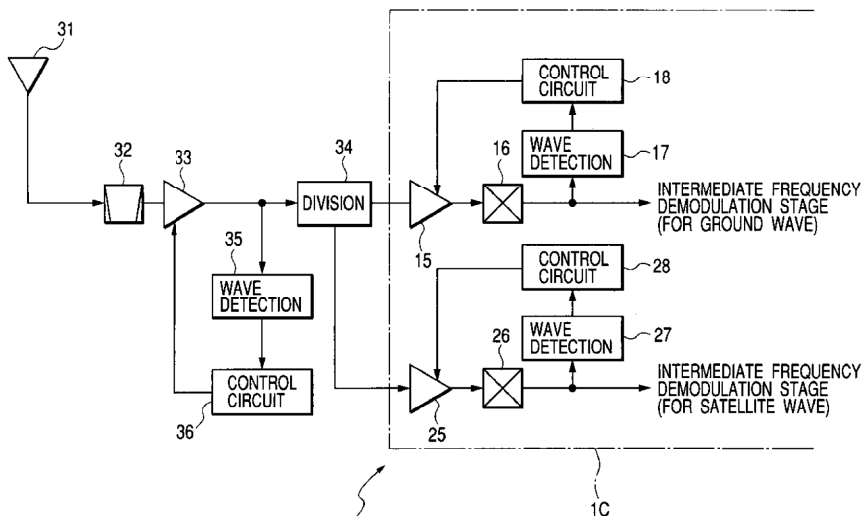 31
18
CONTROL
CIRCUIT
17
16
WAVE
DETECTION
34
32
33
DIVISION
INTERMEDIATE FREQUENCY
DEMODULATION STAGE
(FOR GROUND WAVE)
15
35
WAVE
DETECTION
28
CONTROL
CIRCUIT
27
26
WAVE
DETECTION
CONTROL
CIRCUIT
36
INTERMEDIATE FREQUENCY
DEMODULATION STAGE
(FOR SATELLITE WAVE)
25
1C